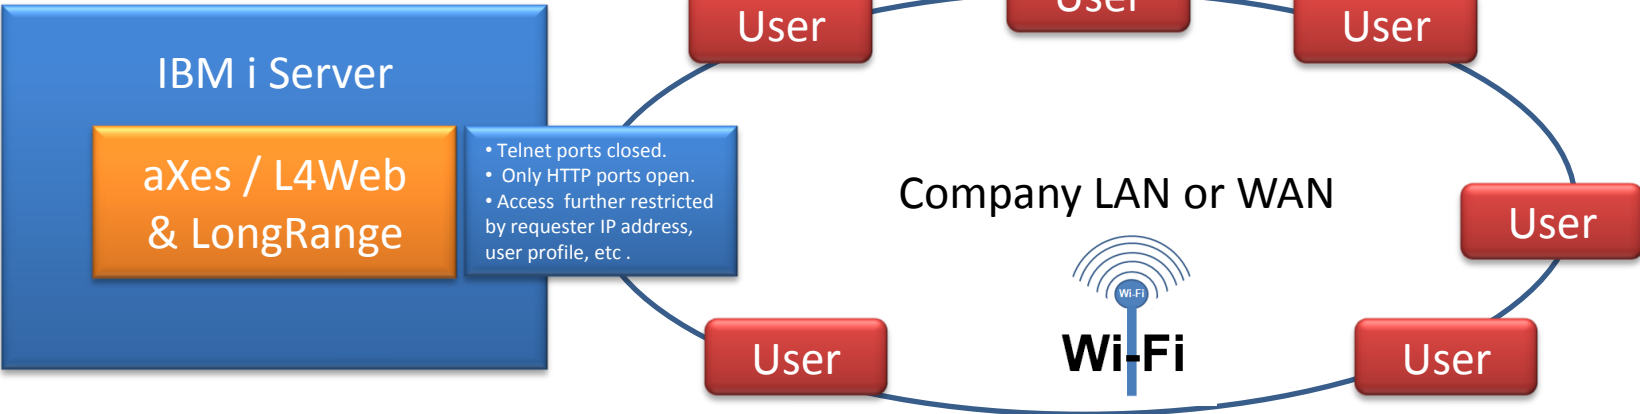 User
User
User
IBM i Server
aXes / L4Web
& LongRange
• Telnet ports closed.
• Only HTTP ports open.
• Access further restricted
by requester IP address,
user profile, etc .
Company LAN or WAN
User
Wi-Fi
Wi-Fi
User
User